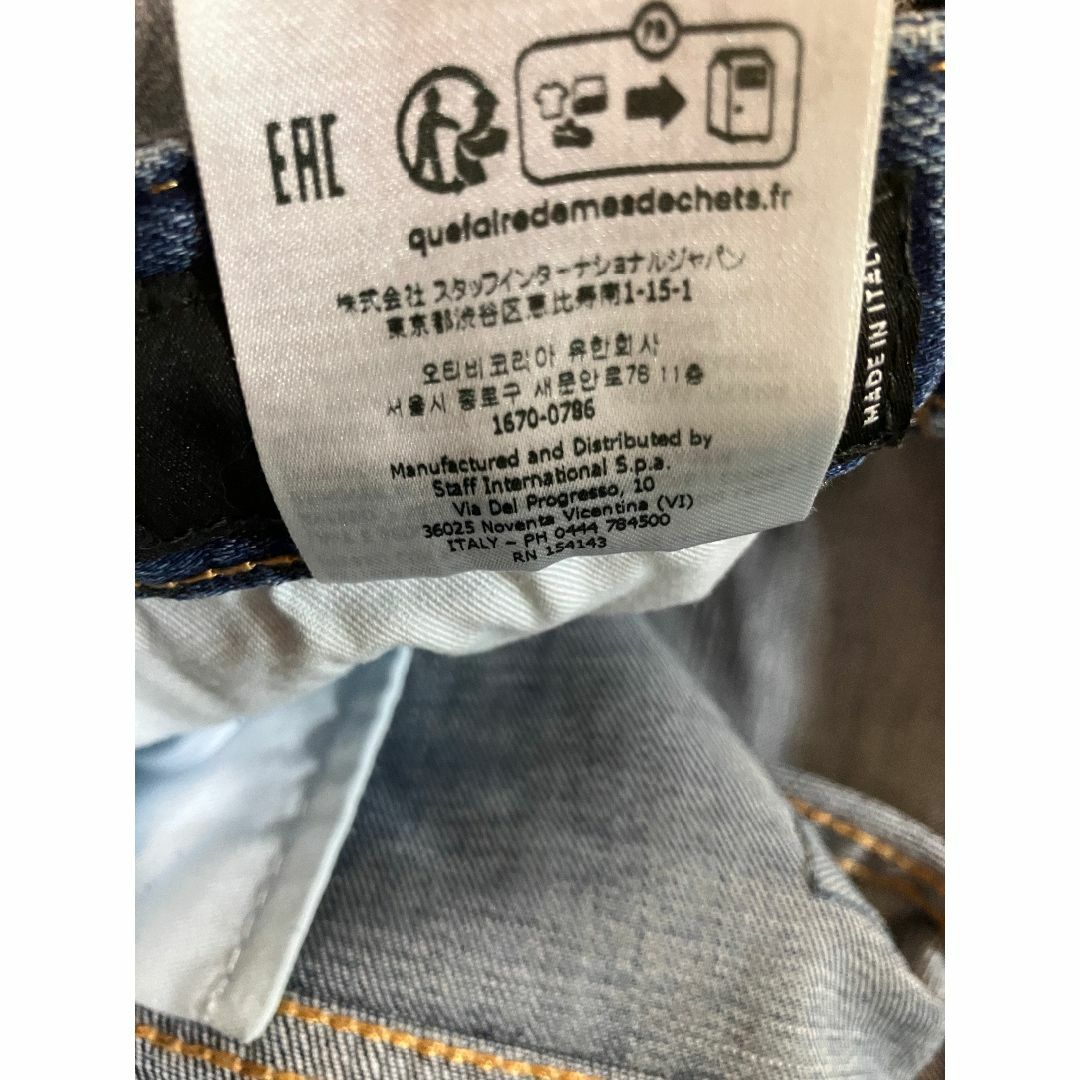 FR
EAC
quefairedemesdechets.fr
株式会社 スタッフインターナショナルジャパン
東京都渋谷区恵比寿南1-15-1
오티비코리아 유한회사
서울시 종로구 새문안로76 11층
1670-0786
Manufactured and Distributed by
Staff International S.p.a.
Via Del Progresso, 10
36025 Noventa Vicentina (VI)
ITALY - PH 0444 784500
RN 154143
MADE IN ITALY